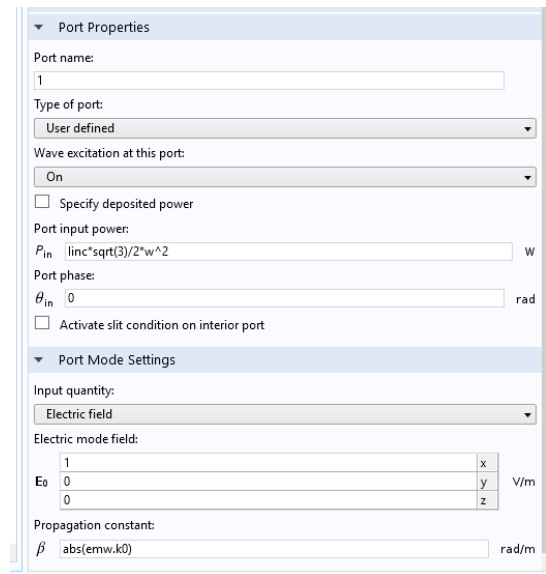 Port Properties
Port name:
1
Type of port:
User defined
Wave excitation at this port:
On
Specify deposited power
Port input power:
Pin Iinc*sqrt(3)/2*w^2 W
Port phase:
θin 0 rad
Activate slit condition on interior port
Port Mode Settings
Input quantity:
Electric field
Electric mode field:
1 x
E0 0 y V/m
0 z
Propagation constant:
β abs(emw.k0) rad/m